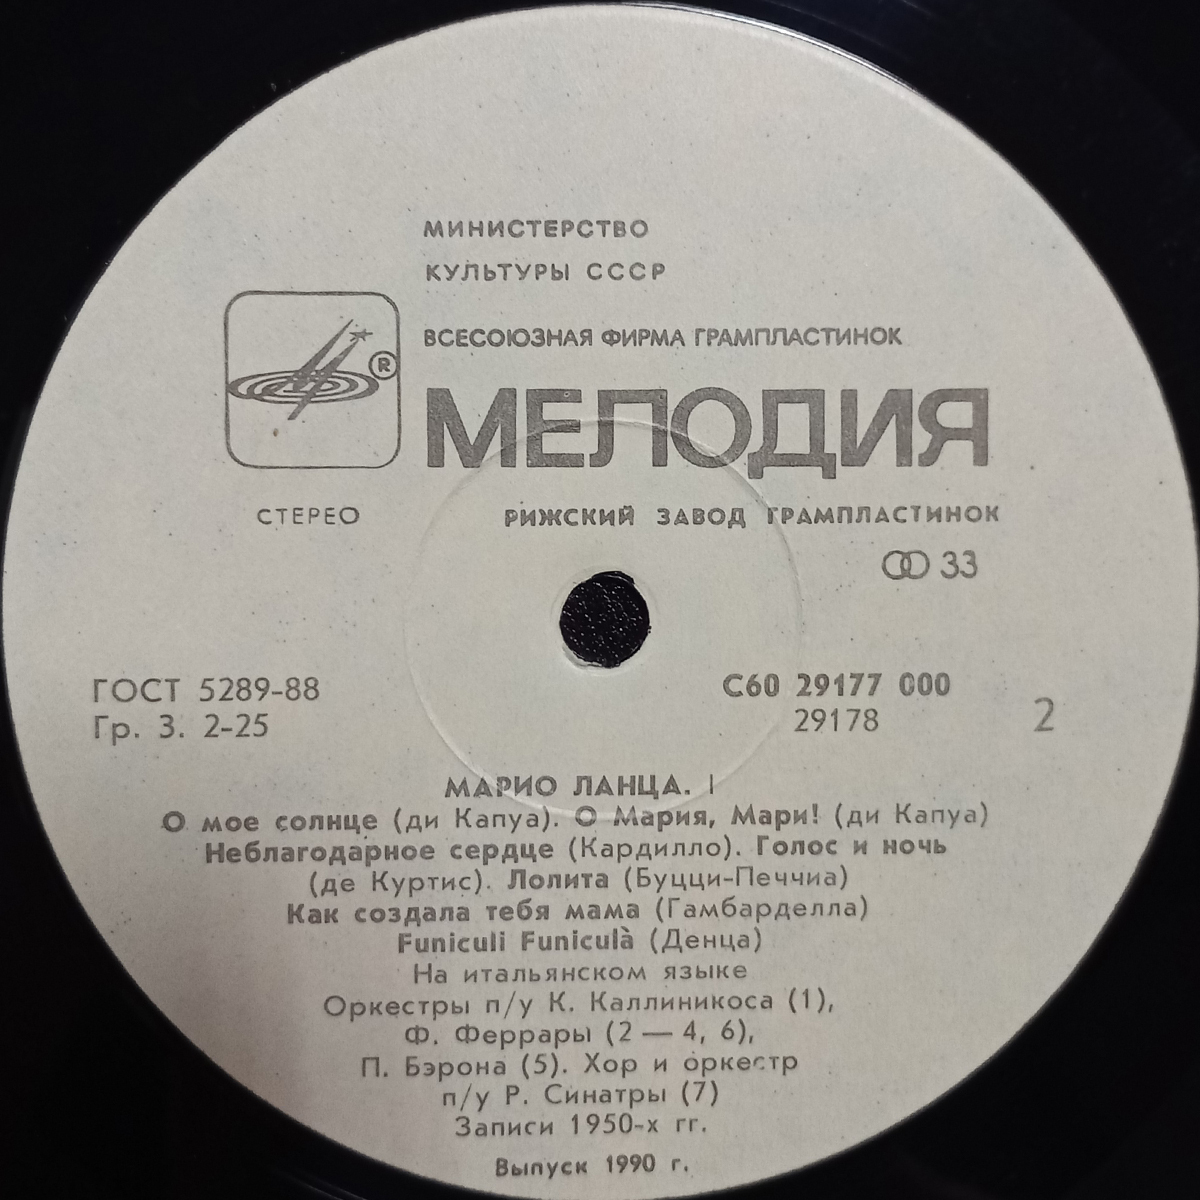 МИНИСТЕРСТВО
КУЛЬТУРЫ СССР
ВСЕСОЮЗНАЯ ФИРМА ГРАМПЛАСТИНОК
®
МЕЛОДИЯ
СТЕРЕО
РИЖСКИЙ ЗАВОД ГРАМПЛАСТИНОК
33
ГОСТ 5289-88
Гр. 3. 2-25
С60 29177 000
29178
2
МАРИО ЛАНЦА. I
О мое солнце (ди Капуа). О Мария, Мари! (ди Капуа)
Неблагодарное сердце (Кардилло). Голос и ночь
(де Куртис). Лолита (Буцци-Печчиа)
Как создала тебя мама (Гамбарделла)
Funiculi Funiculà (Денца)
На итальянском языке
Оркестры п/у К. Каллиникоса (1),
Ф. Феррары (2 — 4, 6),
П. Бэрона (5). Хор и оркестр
п/у Р. Синатры (7)
Записи 1950-х гг.
Выпуск 1990 г.